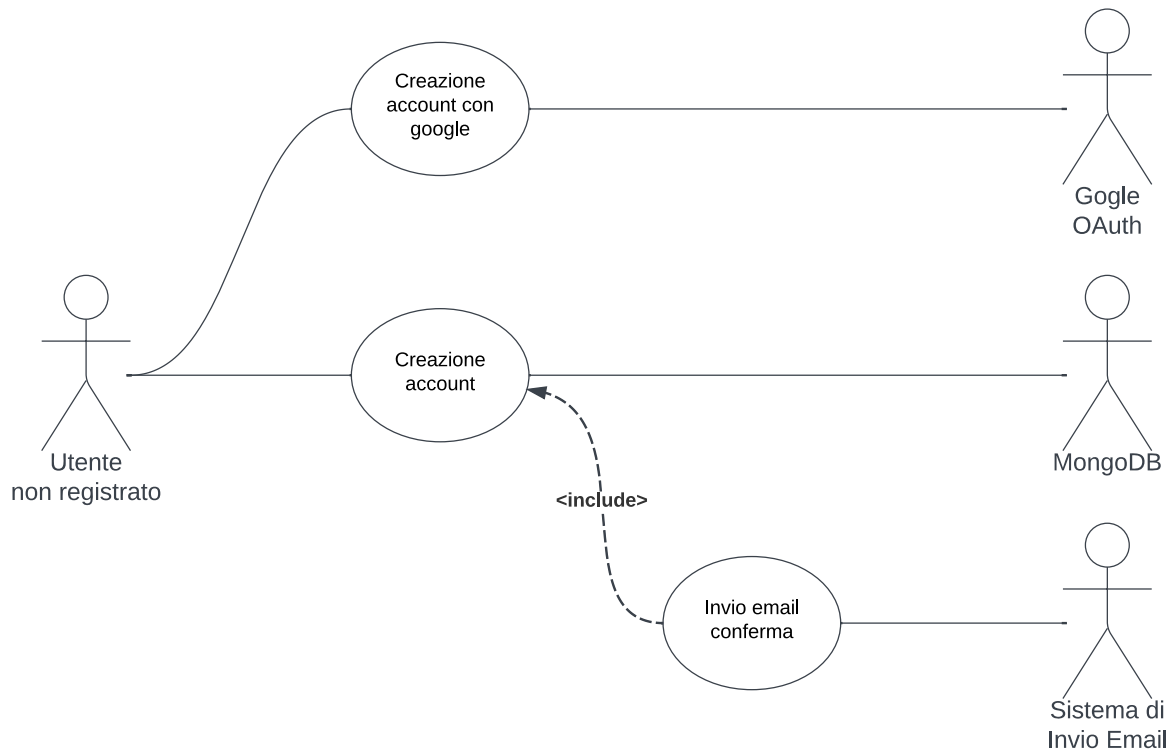 Creazione
account con
google
Gogle
OAuth
Utente
non registrato
Creazione
account
MongoDB
<include>
Invio email
conferma
Sistema di
Invio Email